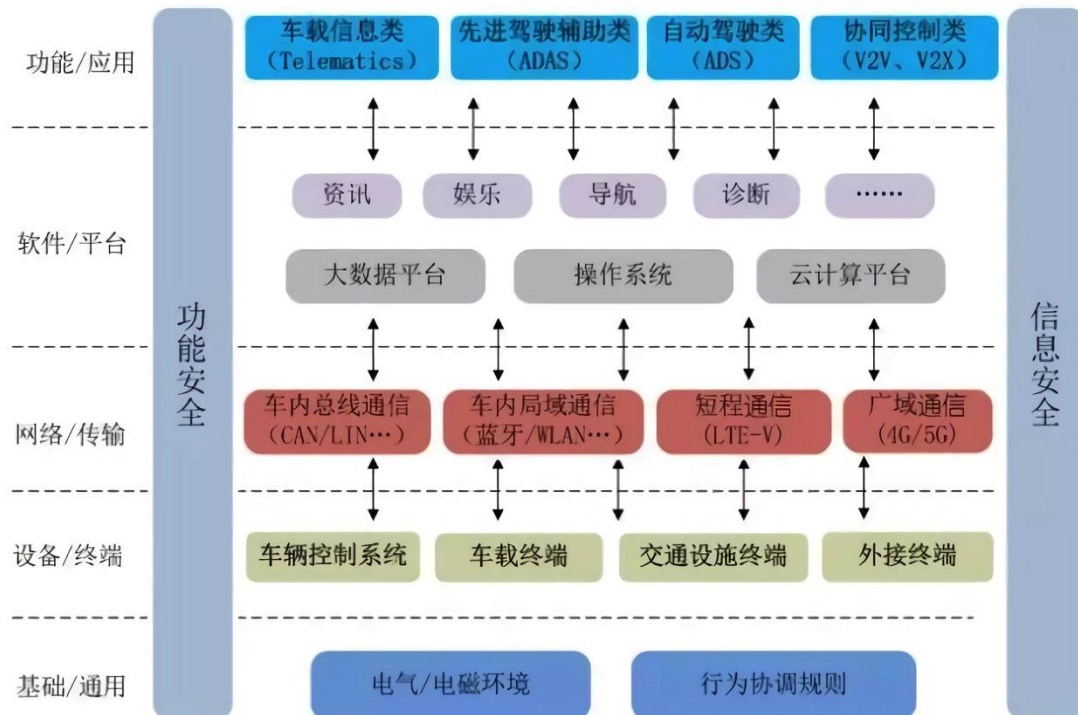 功能/应用
车载信息类
(Telematics)
先进驾驶辅助类
(ADAS)
自动驾驶类
(ADS)
协同控制类
(V2V、V2X)
软件/平台
资讯
娱乐
导航
诊断
……
大数据平台
操作系统
云计算平台
功能安全
信息安全
网络/传输
车内总线通信
(CAN/LIN…)
车内局域通信
(蓝牙/WLAN…)
短程通信
(LTE-V)
广域通信
(4G/5G)
设备/终端
车辆控制系统
车载终端
交通设施终端
外接终端
基础/通用
电气/电磁环境
行为协调规则